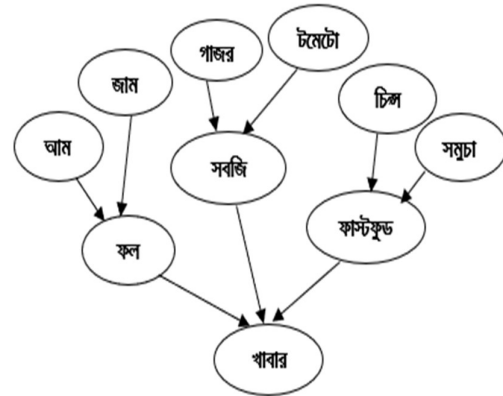 গাজর
টমেটো
জাম
চিপ্স
আম
সমুচা
সবজি
ফল
ফাস্টফুড
খাবার